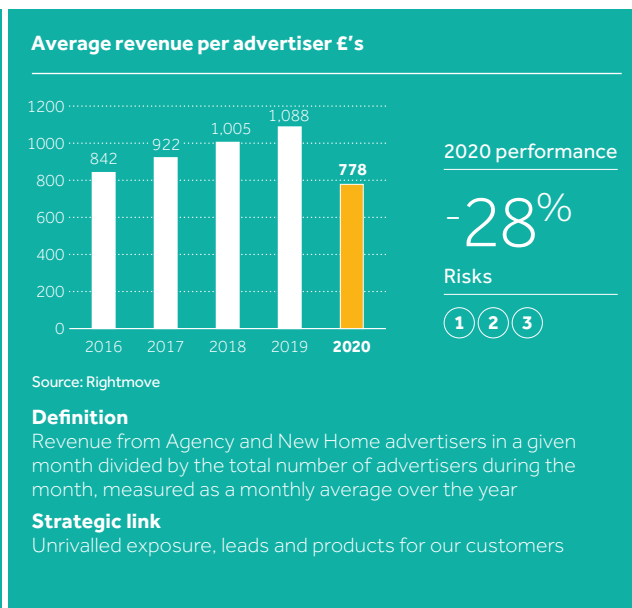 Average revenue per advertiser £'s
1200
1000
800
600
400
200
0
842
922
1,005
1,088
778
2016 2017 2018 2019 2020
2020 performance
-28%
Risks
1 2 3
Source: Rightmove
Definition
Revenue from Agency and New Home advertisers in a given
month divided by the total number of advertisers during the
month, measured as a monthly average over the year
Strategic link
Unrivalled exposure, leads and products for our customers